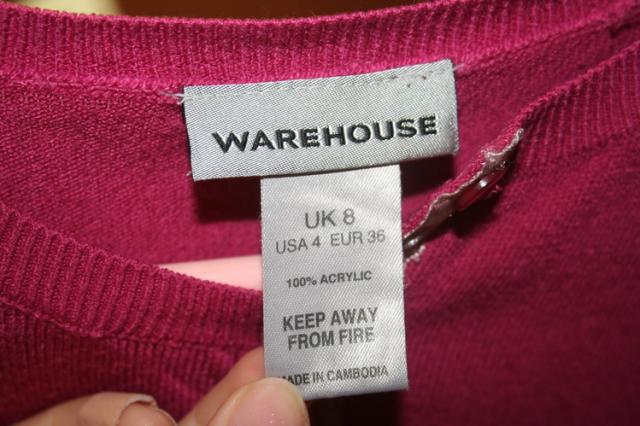 WAREHOUSE
UK 8
USA 4 EUR 36
100% ACRYLIC
KEEP AWAY
FROM FIRE
MADE IN CAMBODIA